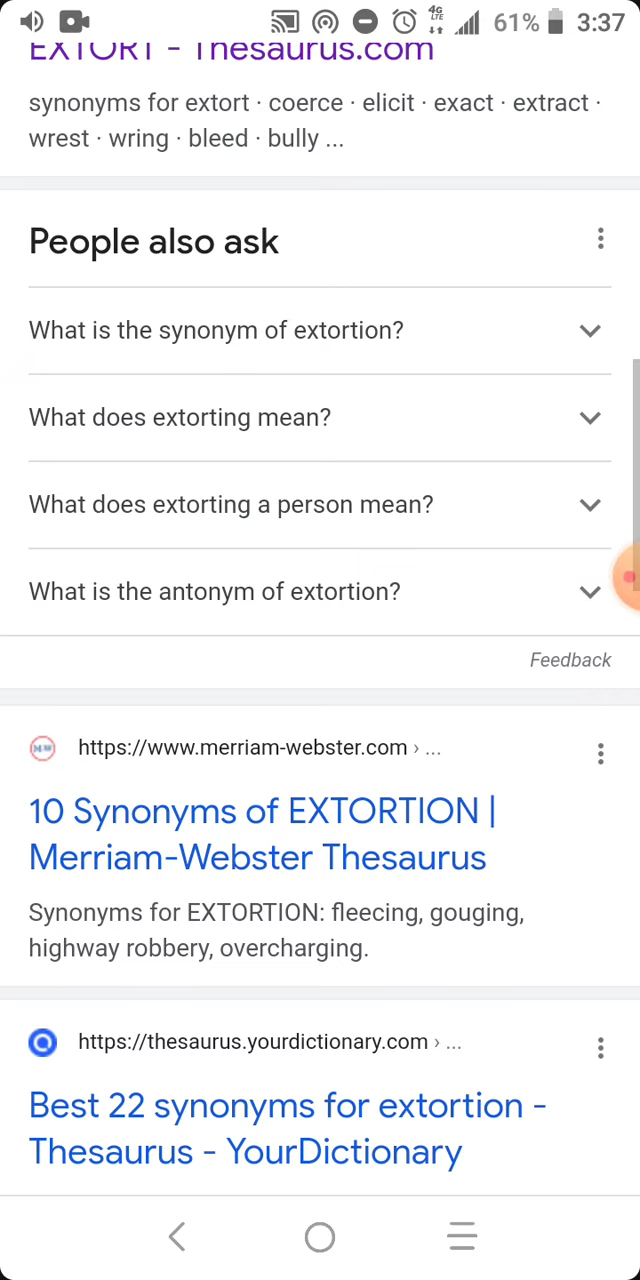 4G
LTE
61%
3:37
EXTORT - Thesaurus.com
synonyms for extort · coerce · elicit · exact · extract ·
wrest · wring · bleed · bully ...
People also ask
What is the synonym of extortion?
What does extorting mean?
What does extorting a person mean?
What is the antonym of extortion?
Feedback
https://www.merriam-webster.com › ...
10 Synonyms of EXTORTION |
Merriam-Webster Thesaurus
Synonyms for EXTORTION: fleecing, gouging,
highway robbery, overcharging.
https://thesaurus.yourdictionary.com › ...
Best 22 synonyms for extortion -
Thesaurus - YourDictionary